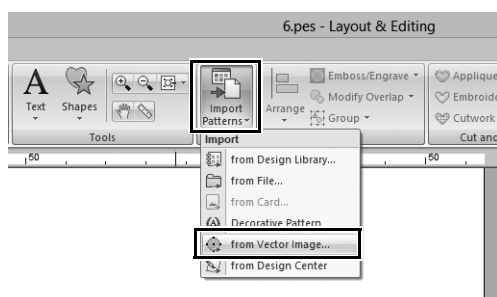 6.pes - Layout & Editing
Text
Shapes
Import
Patterns
Arrange
Emboss/Engrave
Modify Overlap
Group
Applique
Embroide
Cutwork
Tools
Import
Cut and
50
50
from Design Library...
from File...
from Card...
Decorative Pattern
from Vector Image...
from Design Center